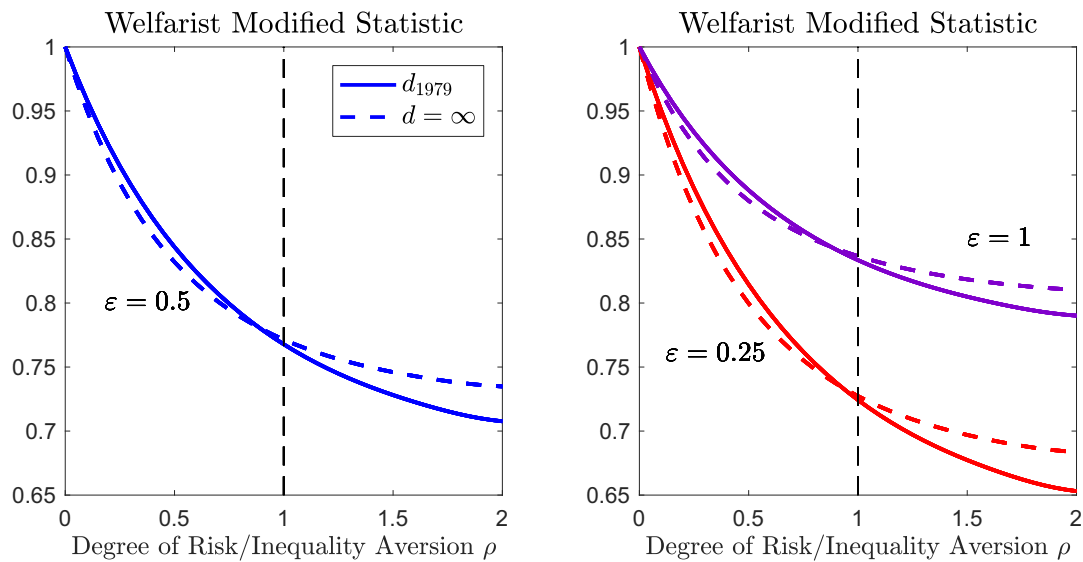 Welfarist Modified Statistic
1
0.95
0.9
0.85
0.8
0.75
0.7
0.65
d1979
d = ∞
ε = 0.5
0
0.5
1
1.5
2
Degree of Risk/Inequality Aversion ρ
Welfarist Modified Statistic
1
0.95
0.9
0.85
0.8
0.75
0.7
0.65
ε = 1
ε = 0.25
0
0.5
1
1.5
2
Degree of Risk/Inequality Aversion ρ